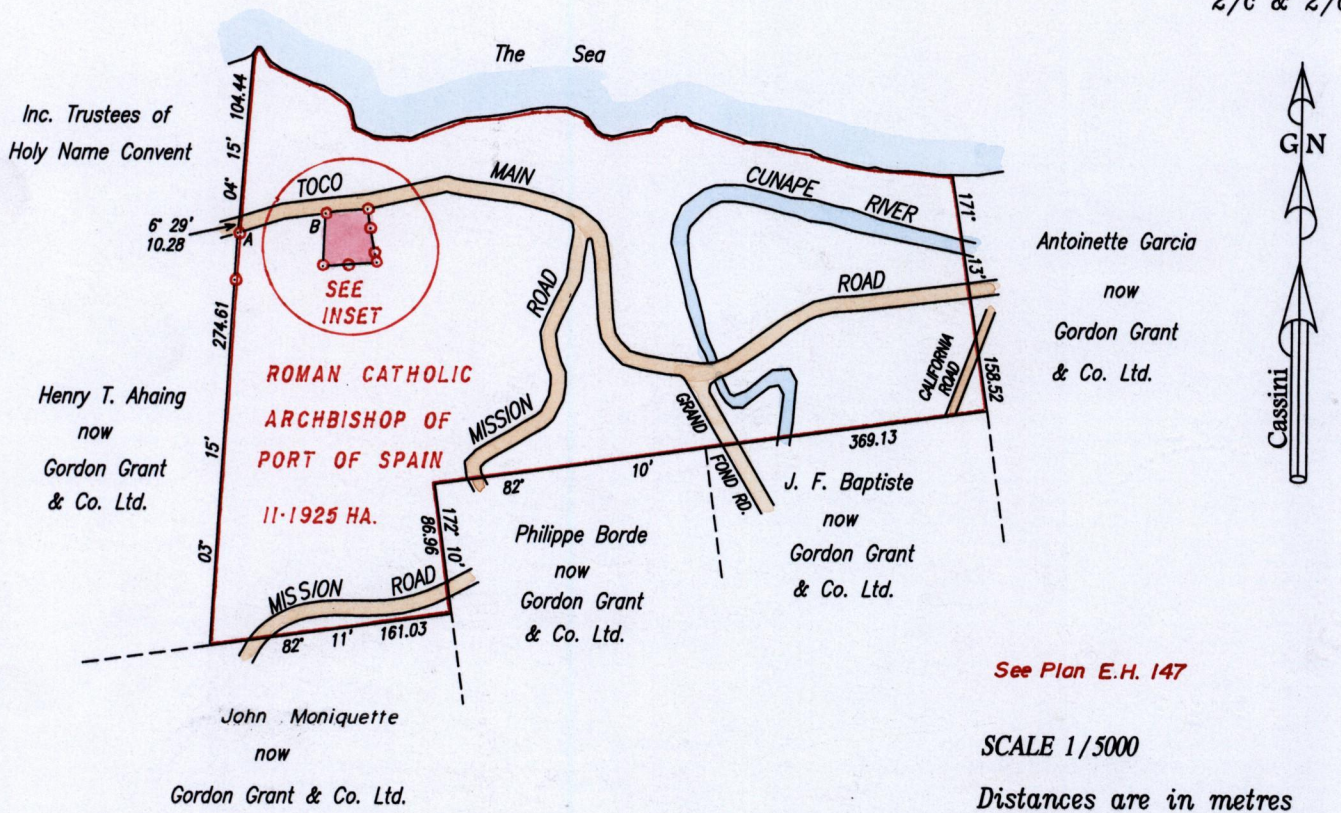 2/c & 2/
The Sea
Inc. Trustees of
Holy Name Convent
104.44
15'
04°
TOCO
MAIN
CUNAPE
RIVER
171°
13'
6° 29'
10.28
A
B
SEE
INSET
ROAD
ROAD
Antoinette Garcia
now
Gordon Grant
& Co. Ltd.
G N
Cassini
274.61
15'
03°
Henry T. Ahaing
now
Gordon Grant
& Co. Ltd.
ROMAN CATHOLIC
ARCHBISHOP OF
PORT OF SPAIN
11·1925 HA.
MISSION
CALIFORNIA
ROAD
158.52
GRAND
FOND RD.
82°
10'
369.13
172° 10'
86.96
Philippe Borde
now
Gordon Grant
& Co. Ltd.
J. F. Baptiste
now
Gordon Grant
& Co. Ltd.
MISSION ROAD
82° 11' 161.03
John Moniquette
now
Gordon Grant & Co. Ltd.
See Plan E.H. 147
SCALE 1/5000
Distances are in metres